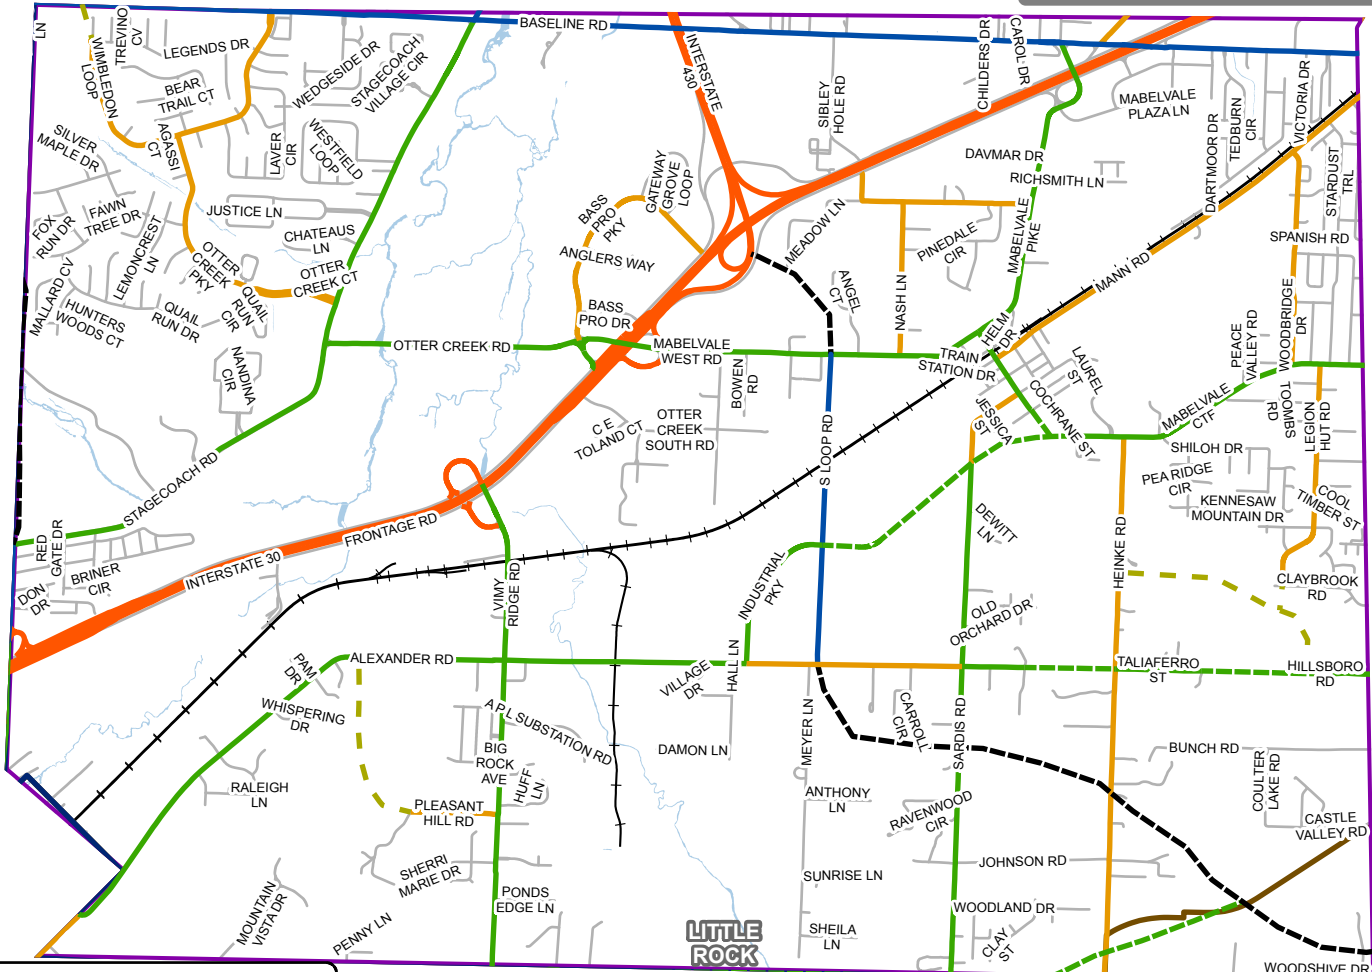 LN
WIMBLEDON
LOOP
TREVINO
CV
LEGENDS DR
WEDGESIDE DR
STAGECOACH
VILLAGE CIR
BASELINE RD
INTERSTATE
430
SIBLEY
HOLE RD
CHILDERS DR
CAROL DR
MABELVALE
PLAZA LN
TEDBURN
CIR
VICTORIA DR
BEAR
TRAIL CT
AGASSI
CT
SILVER
MAPLE DR
LAVER
CIR
WESTFIELD
LOOP
DAVMAR DR
RICHSMITH LN
DARTMOOR DR
STARDUST
TRL
FOX
RUN DR
FAWN
TREE DR
LEMONCREST
LN
JUSTICE LN
CHATEAUS
LN
GATEWAY
GROVE
LOOP
BASS
PRO
PKY
ANGLERS WAY
MEADOW LN
PINEDALE
CIR
MABELVALE
PIKE
SPANISH RD
MALLARD CV
HUNTERS
WOODS CT
OTTER
CREEK
PKY
OTTER
CREEK CT
QUAIL
RUN
CIR
QUAIL
RUN DR
NANDINA
CIR
BASS
PRO DR
ANGEL
CT
NASH LN
MANN RD
HELM
DR
OTTER CREEK RD
MABELVALE
WEST RD
BOWEN
RD
TRAIN
STATION DR
LAUREL
ST
PEACE
VALLEY RD
WOODBRIDGE
DR
TOOMBS
RD
LEGION
HUT RD
C E
TOLAND CT
OTTER
CREEK
SOUTH RD
S LOOP RD
JESSICA
ST
COCHRANE ST
MABELVALE
CTF
SHILOH DR
PEA RIDGE
CIR
KENNESAW
MOUNTAIN DR
COOL
TIMBER ST
STAGECOACH RD
RED
GATE DR
DON
DR
BRINER
CIR
INTERSTATE 30
FRONTAGE RD
VIMY
RIDGE RD
DEWITT
LN
HEINKE RD
INDUSTRIAL
PKY
OLD
ORCHARD DR
CLAYBROOK
RD
ALEXANDER RD
PAM
DR
WHISPERING
DR
VILLAGE
DR
HALL LN
TALIAFERRO
ST
HILLSBORO
RD
A P L SUBSTATION RD
BIG
ROCK
AVE
HUFF
LN
DAMON LN
MEYER LN
CARROLL
CIR
SARDIS RD
BUNCH RD
COULTER
LAKE RD
RALEIGH
LN
PLEASANT
HILL RD
ANTHONY
LN
RAVENWOOD
CIR
CASTLE
VALLEY RD
SHERRI
MARIE DR
SUNRISE LN
JOHNSON RD
MOUNTAIN
VISTA DR
PENNY LN
PONDS
EDGE LN
LITTLE
ROCK
SHEILA
LN
WOODLAND DR
CLAY
ST
WOODSHIVE DR